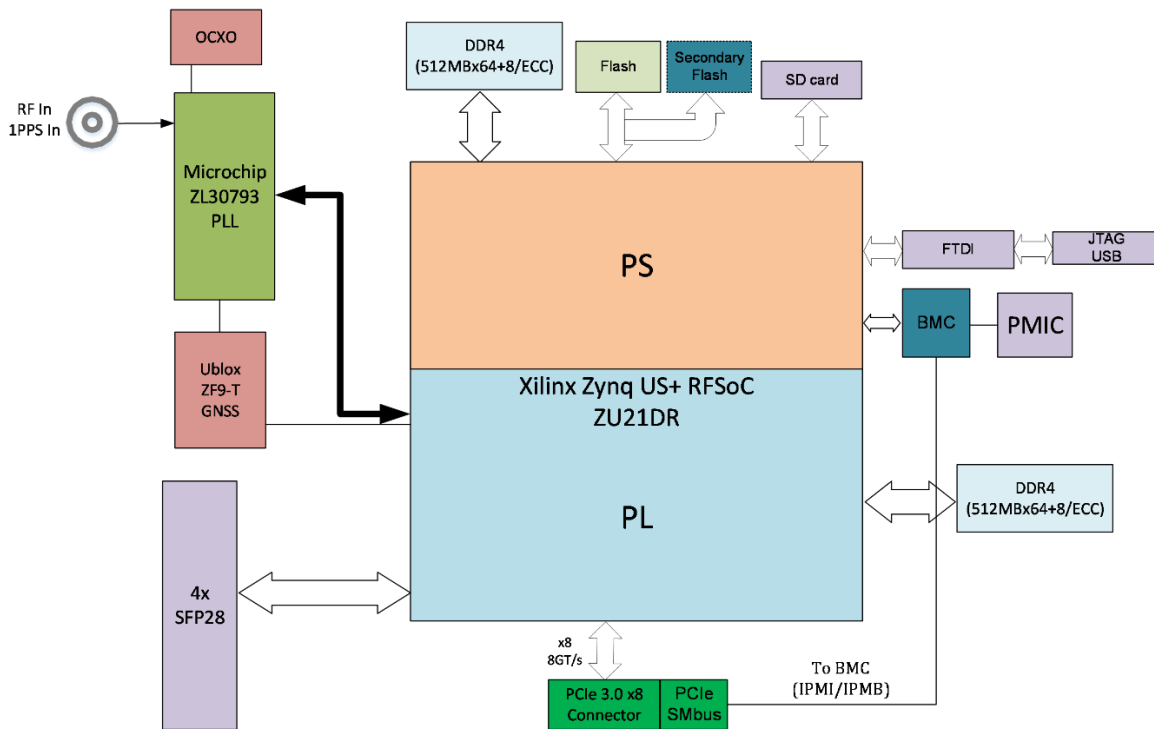 OCXO
RF In
1PPS In
Microchip
ZL30793
PLL
Ublox
ZF9-T
GNSS
4x
SFP28
DDR4
(512MBx64+8/ECC)
Flash
Secondary
Flash
SD card
PS
Xilinx Zynq US+ RFSoC
ZU21DR
PL
FTDI
JTAG
USB
BMC
PMIC
DDR4
(512MBx64+8/ECC)
x8
8GT/s
PCIe 3.0 x8
Connector
PCIe
SMbus
To BMC
(IPMI/IPMB)